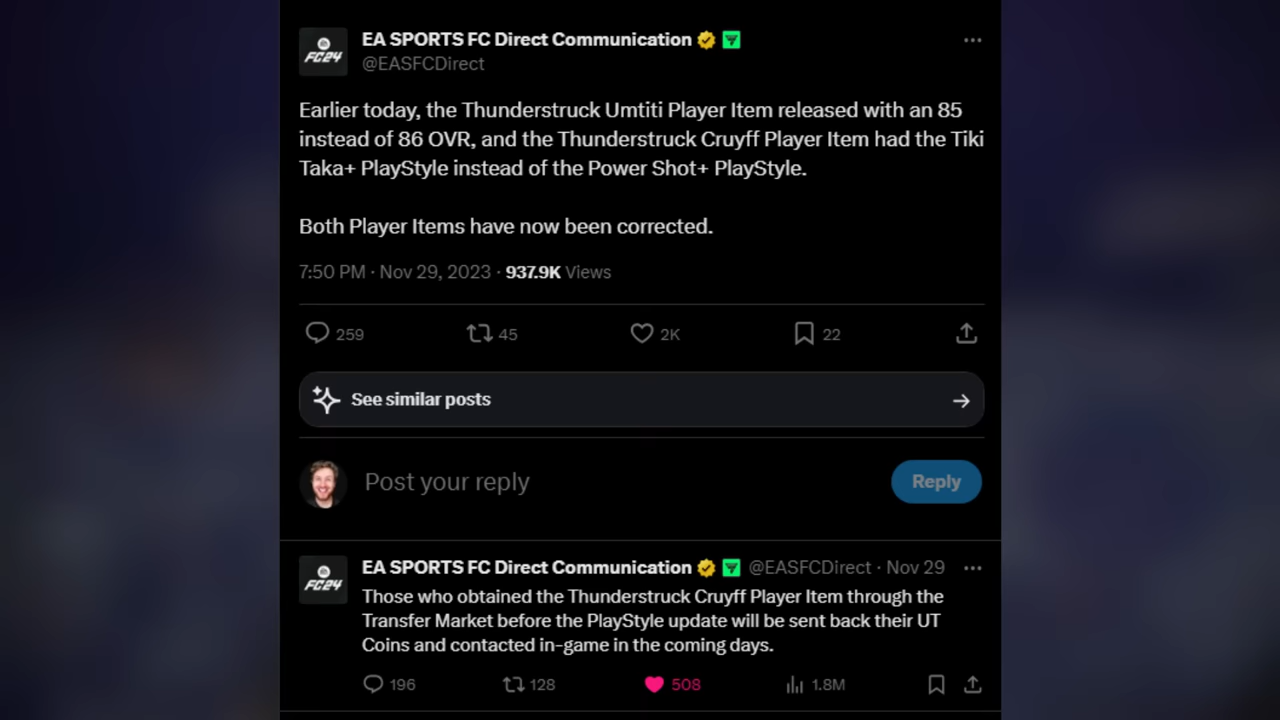 EA SPORTS FC Direct Communication
@EASFCDirect
FC24
Earlier today, the Thunderstruck Umtiti Player Item released with an 85
instead of 86 OVR, and the Thunderstruck Cruyff Player Item had the Tiki
Taka+ PlayStyle instead of the Power Shot+ PlayStyle.
Both Player Items have now been corrected.
7:50 PM · Nov 29, 2023 · 937.9K Views
259 45 2K 22
See similar posts
Post your reply
Reply
EA SPORTS FC Direct Communication @EASFCDirect · Nov 29
FC24
Those who obtained the Thunderstruck Cruyff Player Item through the
Transfer Market before the PlayStyle update will be sent back their UT
Coins and contacted in-game in the coming days.
196 128 508 1.8M